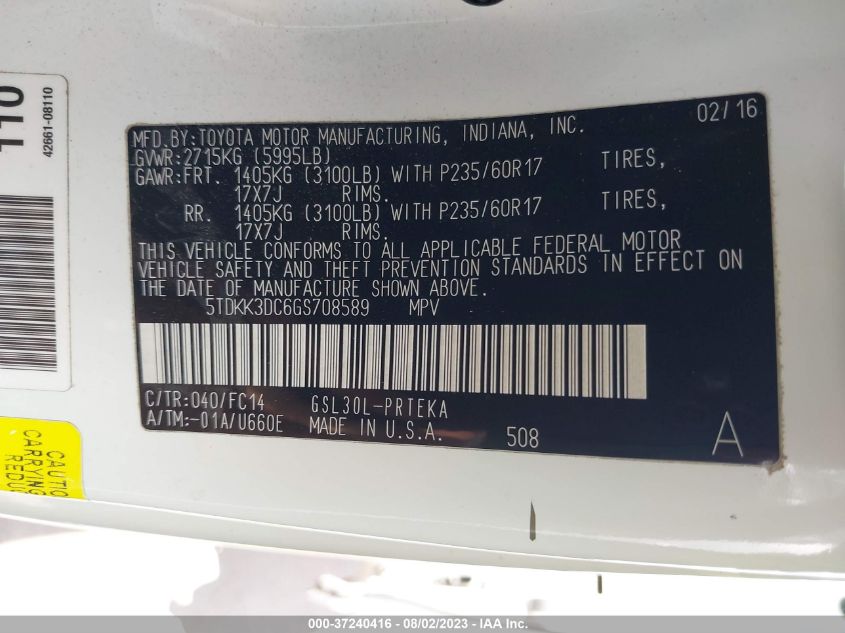 MFD.BY:TOYOTA MOTOR MANUFACTURING, INDIANA, INC. 02/16
GVWR:2715KG (5995LB)
GAWR:FRT. 1405KG (3100LB) WITH P235/60R17 TIRES,
17X7J RIMS.
RR. 1405KG (3100LB) WITH P235/60R17 TIRES,
17X7J RIMS.
THIS VEHICLE CONFORMS TO ALL APPLICABLE FEDERAL MOTOR
VEHICLE SAFETY AND THEFT PREVENTION STANDARDS IN EFFECT ON
THE DATE OF MANUFACTURE SHOWN ABOVE.
5TDKK3DC6GS708589 MPV
C/TR:040/FC14 GSL30L-PRTEKA
A/TM:-01A/U660E MADE IN U.S.A. 508 A
42661-08110
CAUTIO
CARRYING
REDU
000-37240416 - 08/02/2023 - IAA Inc.